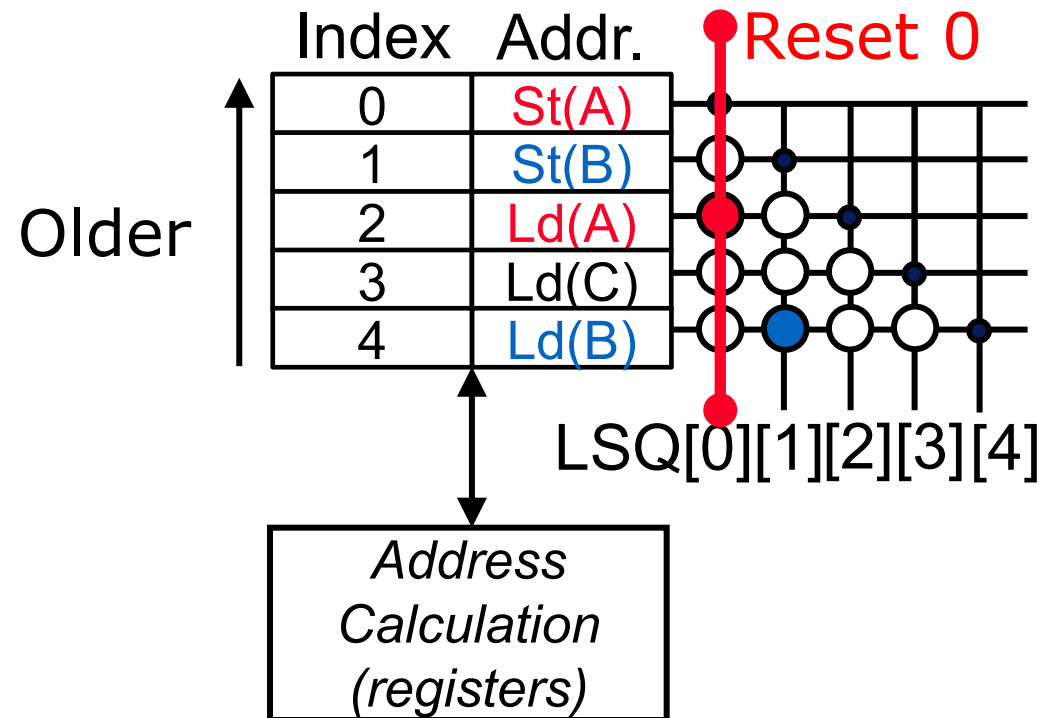 Index Addr. Reset 0
0 St(A)
1 St(B)
Older
2 Ld(A)
3 Ld(C)
4 Ld(B)
LSQ[0][1][2][3][4]
Address
Calculation
(registers)